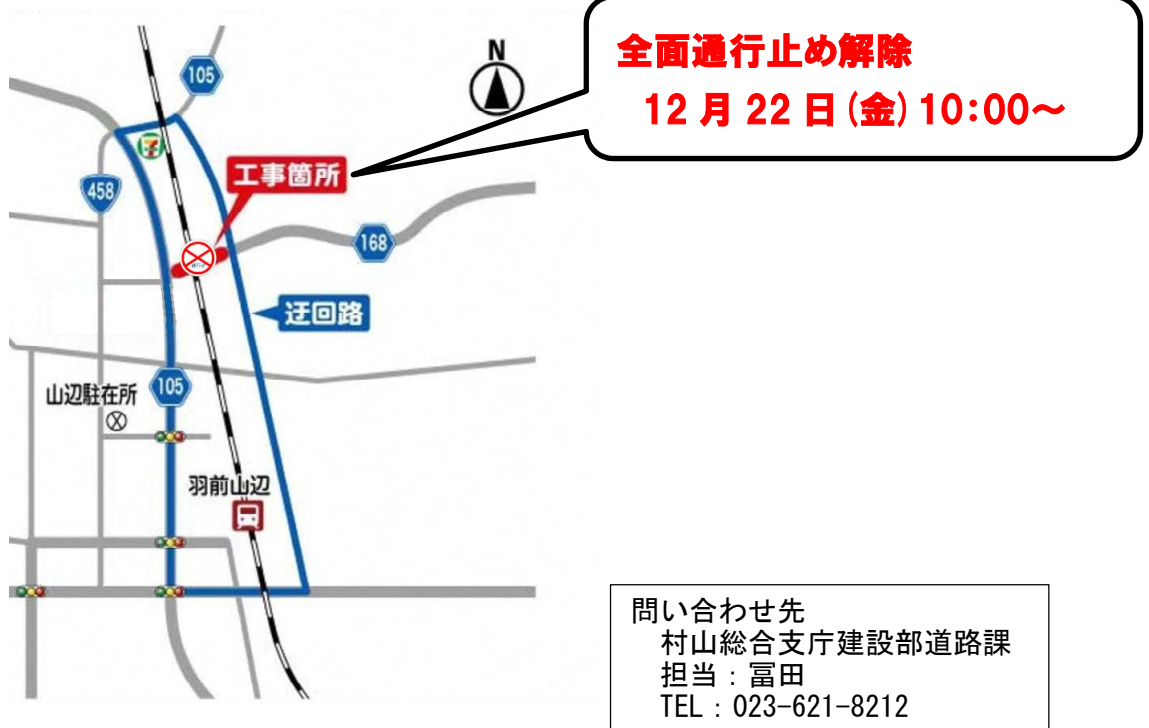 全面通行止め解除
12月22日(金)10:00～
N
105
7
工事箇所
458
168
迂回路
山辺駐在所
105
羽前山辺
問い合わせ先
村山総合支庁建設部道路課
担当：冨田
TEL：023-621-8212